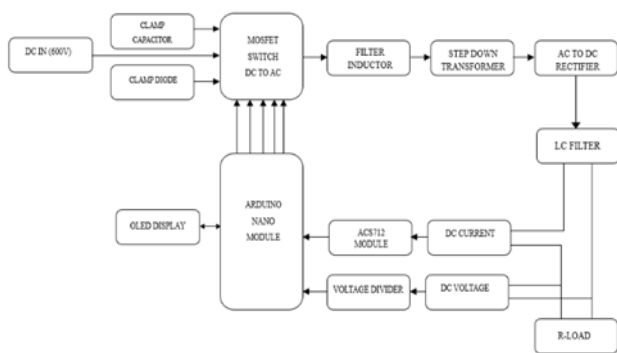 CLAMP
CAPACITOR
DC IN (600V)
CLAMP DIODE
MOSFET
SWITCH
DC TO AC
FILTER
INDUCTOR
STEP DOWN
TRANSFORMER
AC TO DC
RECTIFIER
LC FILTER
ARDUINO
NANO
MODULE
OLED DISPLAY
ACS712
MODULE
DC CURRENT
VOLTAGE DIVIDER
DC VOLTAGE
R-LOAD